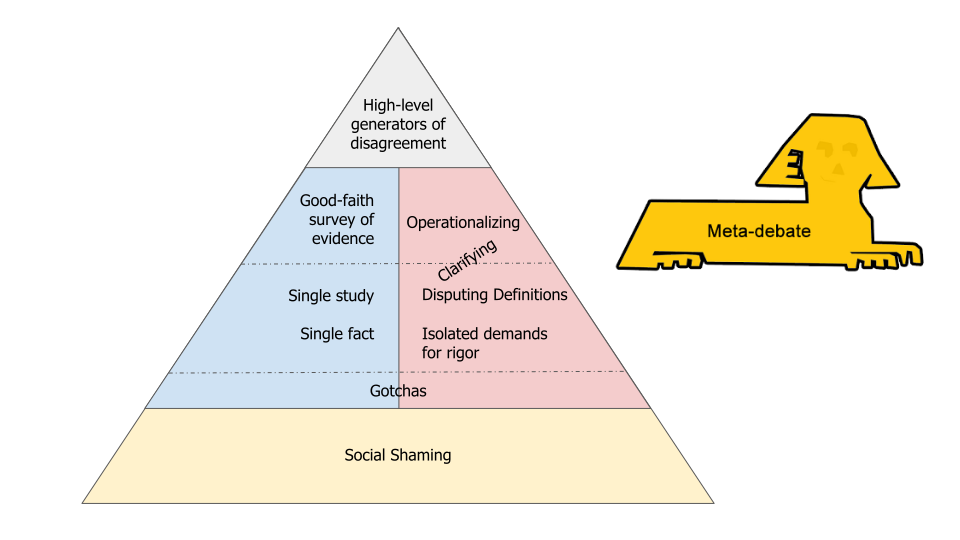 High-level
generators of
disagreement
Good-faith
survey of
evidence
Operationalizing
Clarifying
Single study
Disputing Definitions
Single fact
Isolated demands
for rigor
Gotchas
Social Shaming
Meta-debate